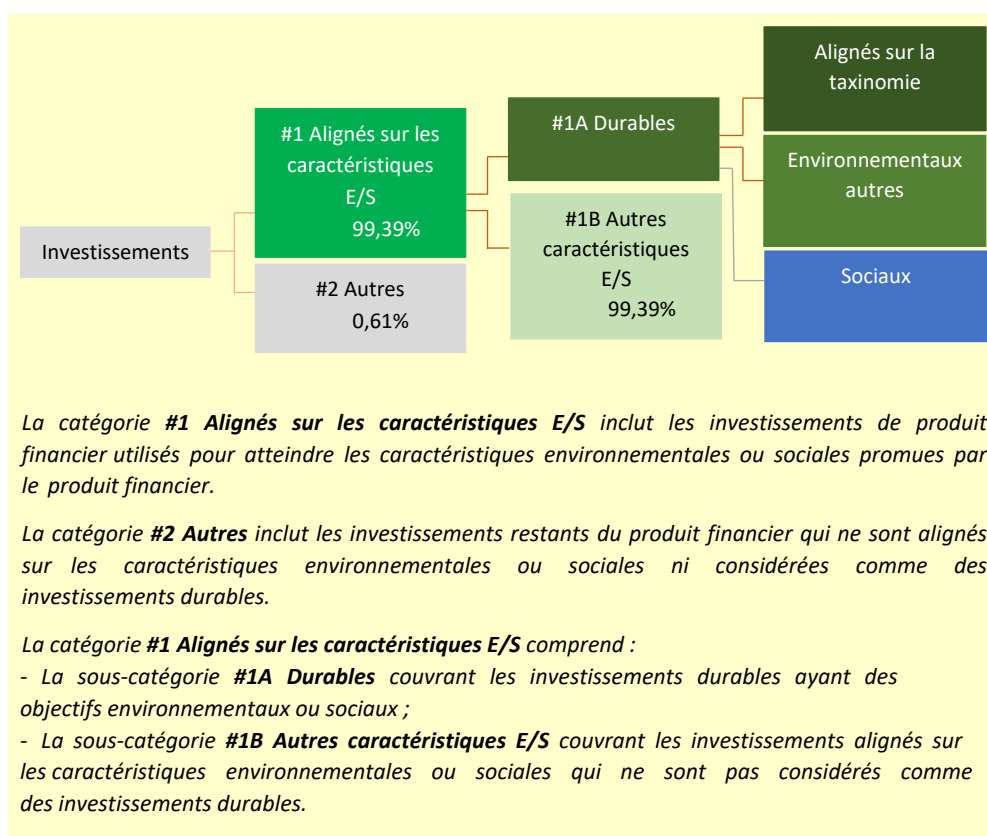 Investissements
#1 Alignés sur les
caractéristiques
E/S
99,39%
#2 Autres
0,61%
#1A Durables
#1B Autres
caractéristiques
E/S
99,39%
Alignés sur la
taxinomie
Environnementaux
autres
Sociaux
La catégorie #1 Alignés sur les caractéristiques E/S inclut les investissements de produit
financier utilisés pour atteindre les caractéristiques environnementales ou sociales promues par
le produit financier.
La catégorie #2 Autres inclut les investissements restants du produit financier qui ne sont alignés
sur les caractéristiques environnementales ou sociales ni considérées comme des
investissements durables.
La catégorie #1 Alignés sur les caractéristiques E/S comprend :
- La sous-catégorie #1A Durables couvrant les investissements durables ayant des
objectifs environnementaux ou sociaux ;
- La sous-catégorie #1B Autres caractéristiques E/S couvrant les investissements alignés sur
les caractéristiques environnementales ou sociales qui ne sont pas considérés comme
des investissements durables.